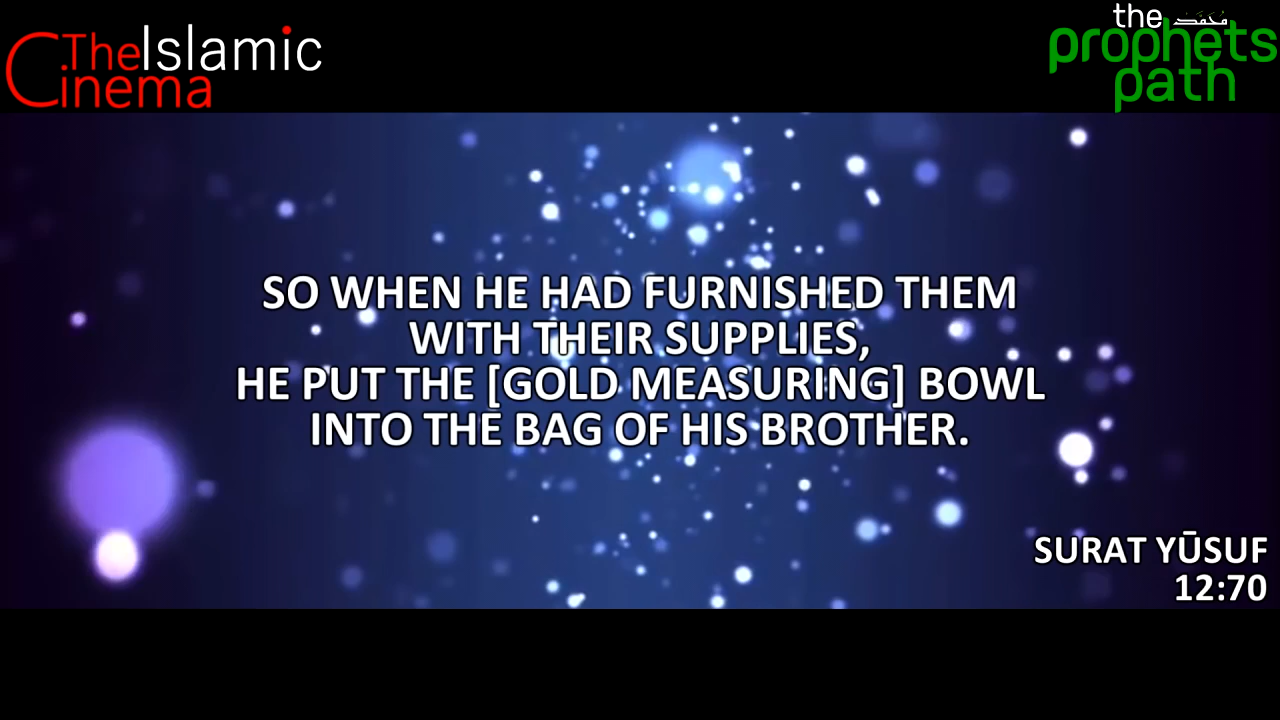 The Islamic
Cinema
the محمد
prophets
path
SO WHEN HE HAD FURNISHED THEM
WITH THEIR SUPPLIES,
HE PUT THE [GOLD MEASURING] BOWL
INTO THE BAG OF HIS BROTHER.
SURAT YŪSUF
12:70